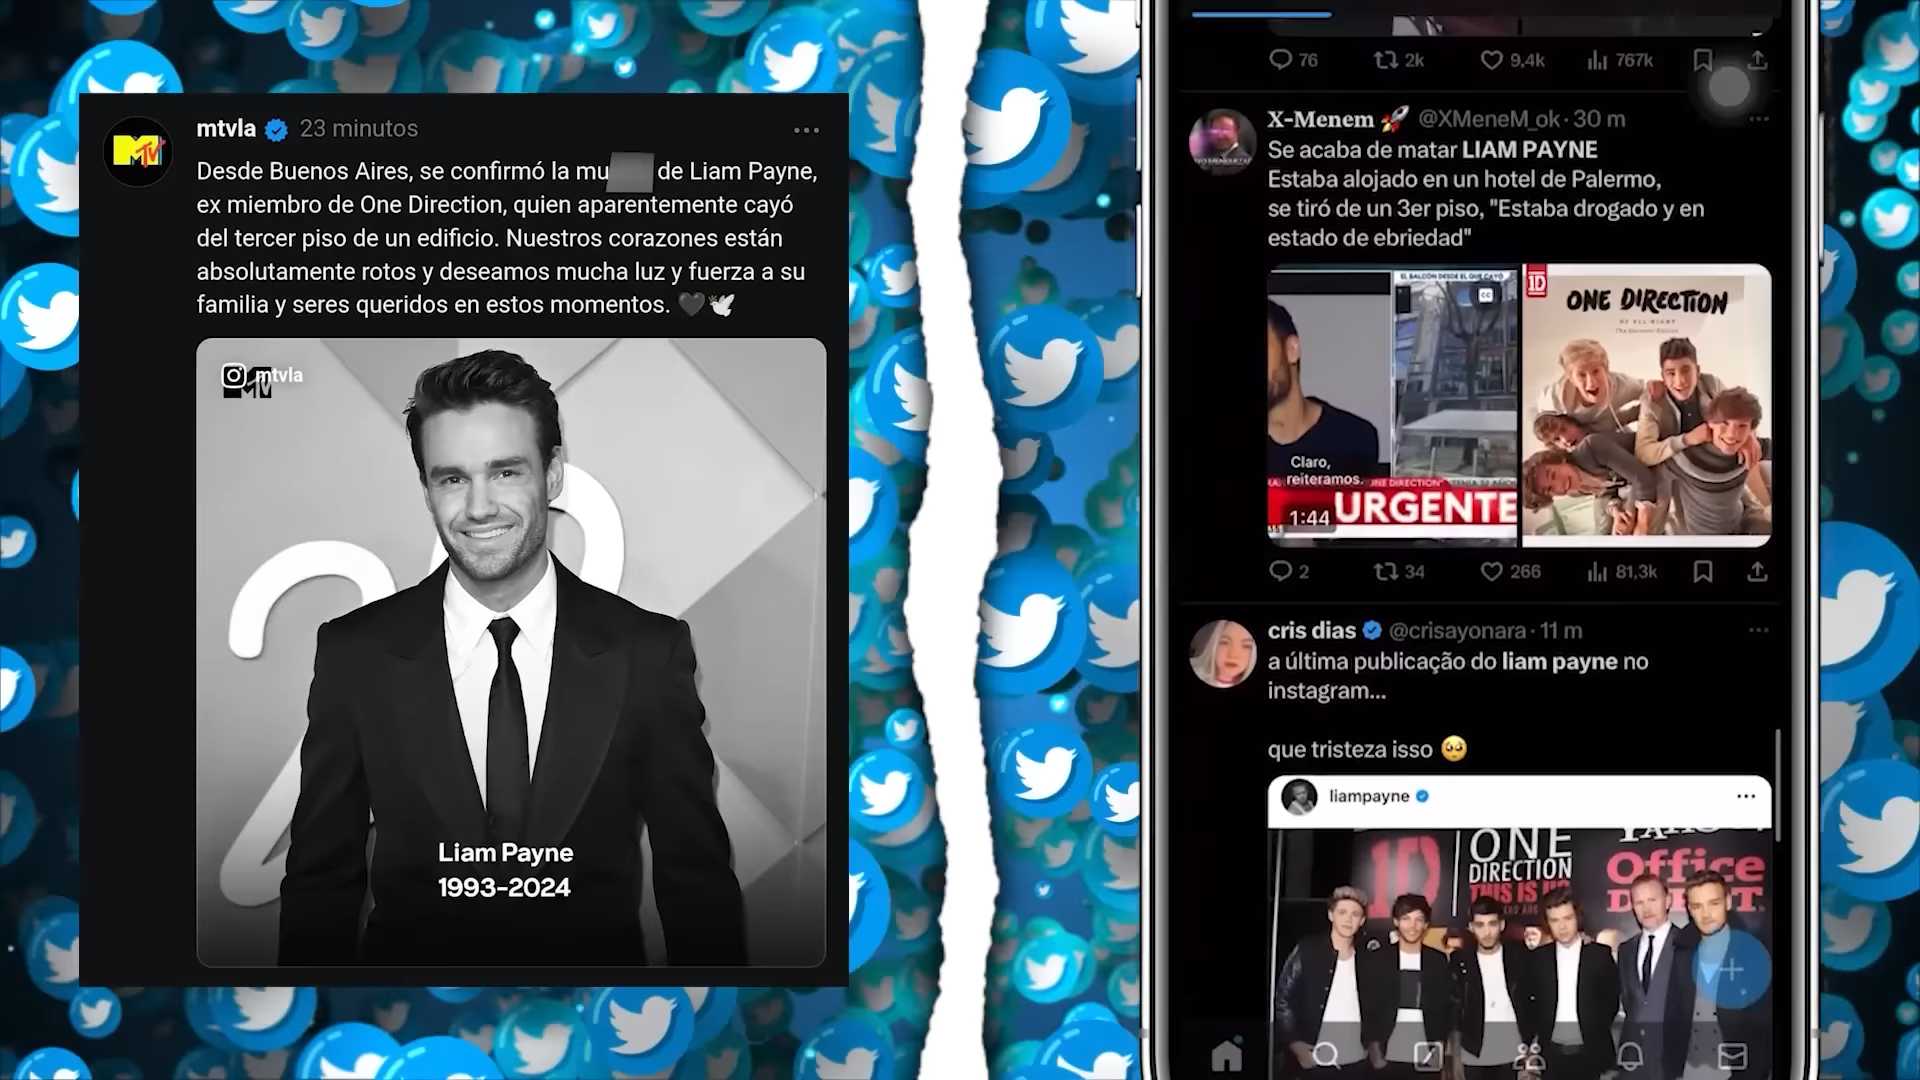 mtvla 23 minutos
Desde Buenos Aires, se confirmó la mu de Liam Payne,
ex miembro de One Direction, quien aparentemente cayó
del tercer piso de un edificio. Nuestros corazones están
absolutamente rotos y deseamos mucha luz y fuerza a su
familia y seres queridos en estos momentos. 🖤🕊️
mtvla
MTV
Liam Payne
1993-2024
76 2k 9,4k 767k
X-Menem 🚀 @XMeneM_ok · 30 m
Se acaba de matar LIAM PAYNE
Estaba alojado en un hotel de Palermo,
se tiró de un 3er piso, "Estaba drogado y en
estado de ebriedad"
EL BALCÓN DESDE EL QUE CAYÓ
CC
Claro,
reiteramos.
NE DIRECTION"
1:44
URGENTE
1D
ONE DIRECTION
2 34 266 81,3k
cris dias @crisayonara · 11 m
a última publicação do liam payne no
instagram...
que tristeza isso 🥺
liampayne
1D
ONE
DIRECTION
THIS IS US
Office